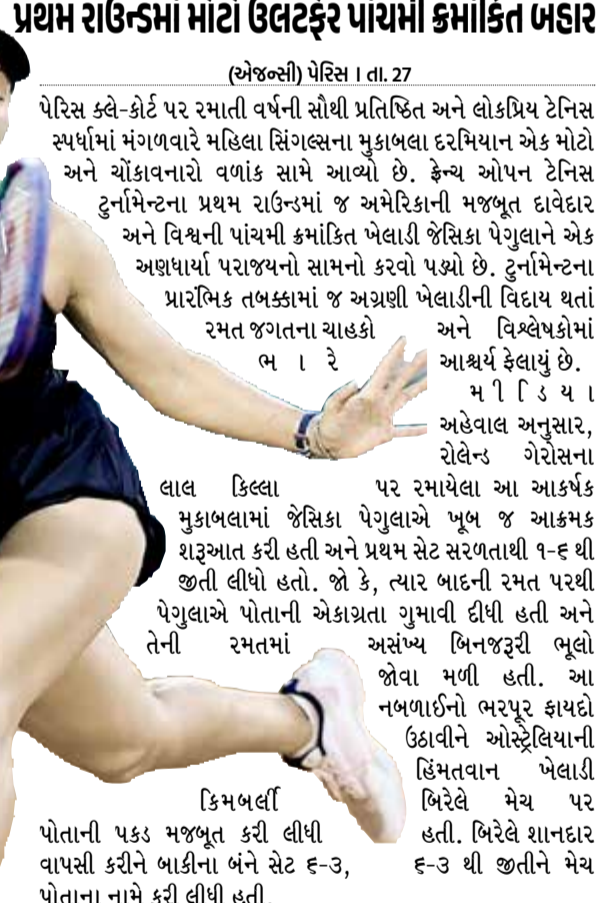 પ્રથમ રાઉન્ડમાં મોટો ઉલટફેર પાંચમી ક્રમાંકિત બહાર
(એજન્સી) પેરિસ । તા. 27
પેરિસ ક્લે-કોર્ટ પર રમાતી વર્ષની સૌથી પ્રતિષ્ઠિત અને લોકપ્રિય ટેનિસ
સ્પર્ધામાં મંગળવારે મહિલા સિંગલ્સના મુકાબલા દરમિયાન એક મોટો
અને ચોંકાવનારો વળાંક સામે આવ્યો છે. ફ્રેન્ચ ઓપન ટેનિસ
ટુર્નામેન્ટના પ્રથમ રાઉન્ડમાં જ અમેરિકાની મજબૂત દાવેદાર
અને વિશ્વની પાંચમી ક્રમાંકિત ખેલાડી જેસિકા પેગુલાને એક
અણધાર્યા પરાજયનો સામનો કરવો પડ્યો છે. ટુર્નામેન્ટના
પ્રારંભિક તબક્કામાં જ અગ્રણી ખેલાડીની વિદાય થતાં
રમત જગતના ચાહકો અને વિશ્લેષકોમાં
ભારે આશ્ચર્ય ફેલાયું છે.
મીડિયા
અહેવાલ અનુસાર,
રોલેન્ડ ગેરોસના
લાલ કિલ્લા પર રમાયેલા આ આકર્ષક
મુકાબલામાં જેસિકા પેગુલાએ ખૂબ જ આક્રમક
શરૂઆત કરી હતી અને પ્રથમ સેટ સરળતાથી ૧-૬ થી
જીતી લીધો હતો. જો કે, ત્યાર બાદની રમત પરથી
પેગુલાએ પોતાની એકાગ્રતા ગુમાવી દીધી હતી અને
તેની રમતમાં અસંખ્ય બિનજરૂરી ભૂલો
જોવા મળી હતી. આ
નબળાઈનો ભરપૂર ફાયદો
ઉઠાવીને ઓસ્ટ્રેલિયાની
હિંમતવાન ખેલાડી
કિમબર્લી બિરેલે મેચ પર
પોતાની પકડ મજબૂત કરી લીધી હતી. બિરેલે શાનદાર
વાપસી કરીને બાકીના બંને સેટ ૬-૩, ૬-૩ થી જીતીને મેચ
પોતાના નામે કરી લીધી હતી.